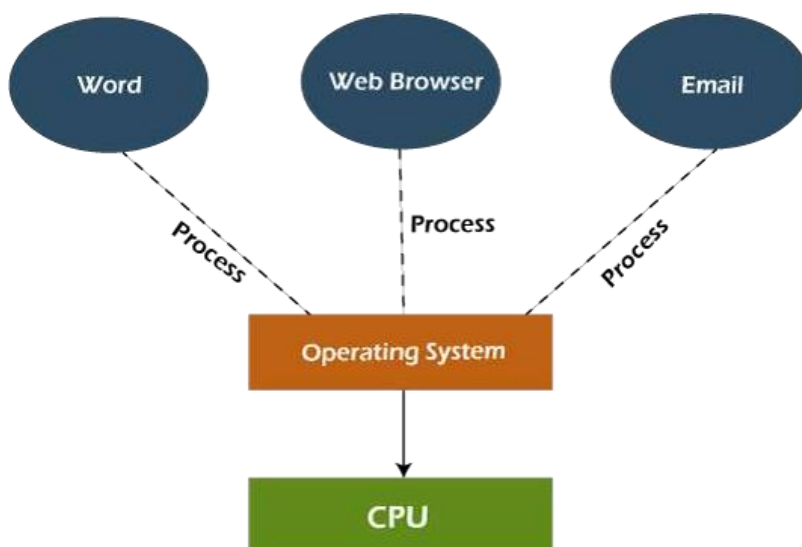 Word
Web Browser
Email
Process
Process
Process
Operating System
CPU